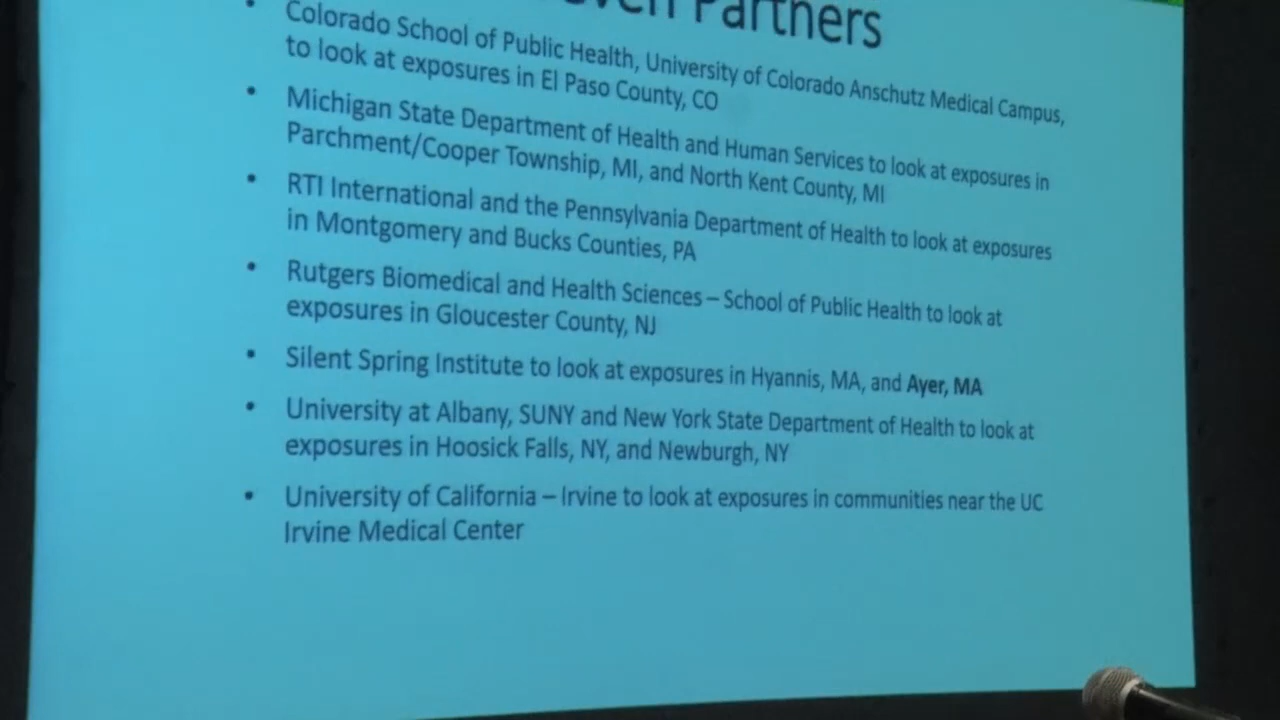 Partners
• Colorado School of Public Health, University of Colorado Anschutz Medical Campus,
to look at exposures in El Paso County, CO
• Michigan State Department of Health and Human Services to look at exposures in
Parchment/Cooper Township, MI, and North Kent County, MI
• RTI International and the Pennsylvania Department of Health to look at exposures
in Montgomery and Bucks Counties, PA
• Rutgers Biomedical and Health Sciences – School of Public Health to look at
exposures in Gloucester County, NJ
• Silent Spring Institute to look at exposures in Hyannis, MA, and Ayer, MA
• University at Albany, SUNY and New York State Department of Health to look at
exposures in Hoosick Falls, NY, and Newburgh, NY
• University of California – Irvine to look at exposures in communities near the UC
Irvine Medical Center